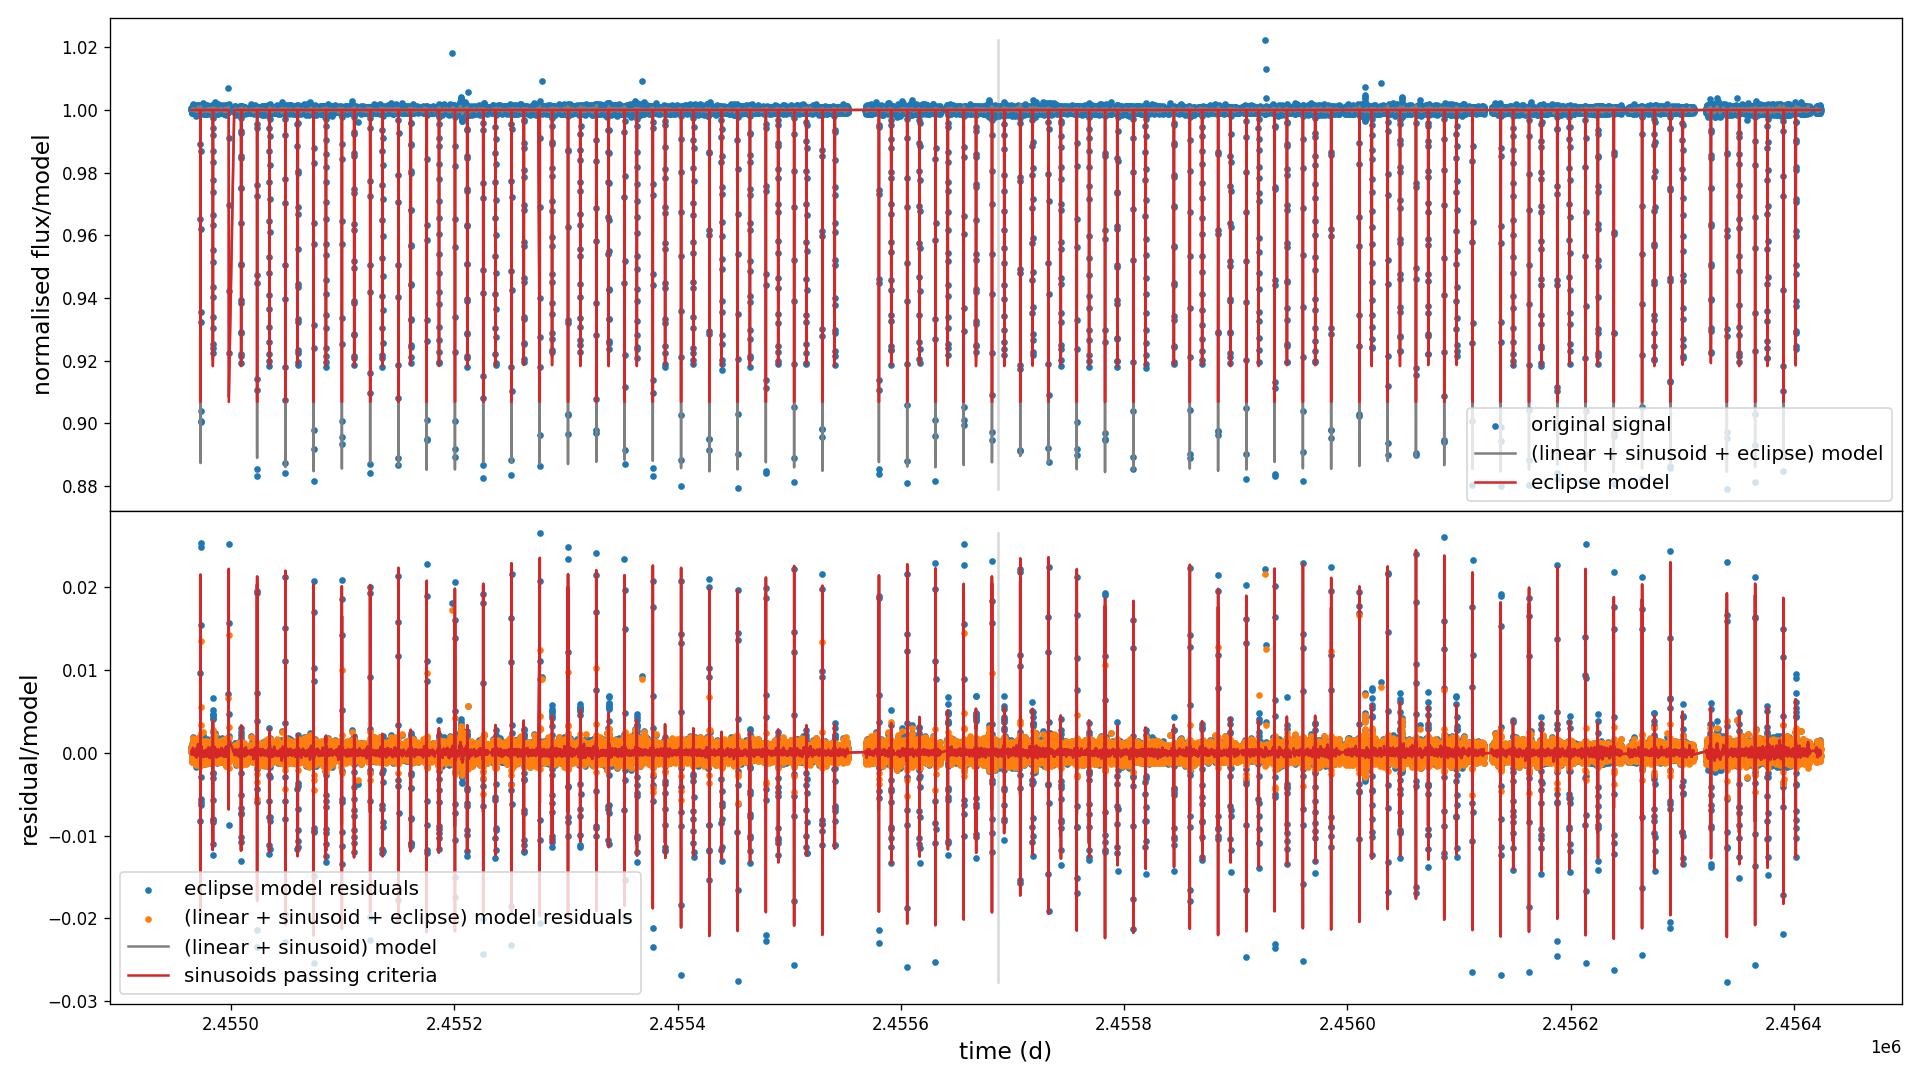 1.02
1.00
0.98
0.96
0.94
0.92
0.90
0.88
normalised flux/model
original signal
(linear + sinusoid + eclipse) model
eclipse model
0.02
0.01
0.00
−0.01
−0.02
−0.03
residual/model
eclipse model residuals
(linear + sinusoid + eclipse) model residuals
(linear + sinusoid) model
sinusoids passing criteria
2.4550 2.4552 2.4554 2.4556 2.4558 2.4560 2.4562 2.4564
1e6
time (d)